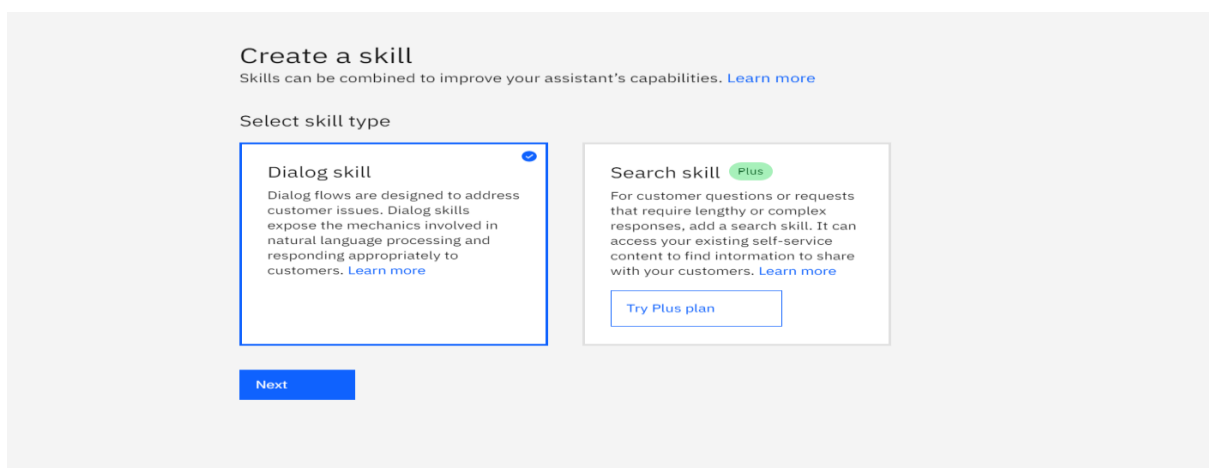 Create a skill
Skills can be combined to improve your assistant's capabilities. Learn more
Select skill type
Dialog skill
Dialog flows are designed to address
customer issues. Dialog skills
expose the mechanics involved in
natural language processing and
responding appropriately to
customers. Learn more
Search skill Plus
For customer questions or requests
that require lengthy or complex
responses, add a search skill. It can
access your existing self-service
content to find intormation to share
with your customers. Learn more
Try Plus plan
Next